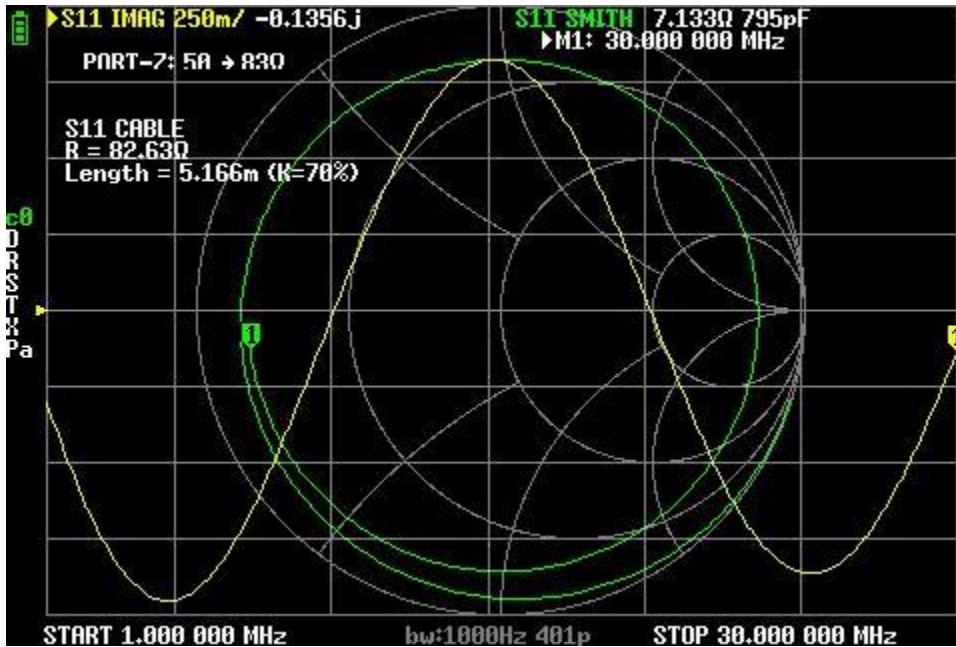 S11 IMAG 250m/ -0.1356j
S11 SMITH 7.133Ω 795pF
M1: 30.000 000 MHz
PORT-Z: 50 → 83Ω
S11 CABLE
R = 82.63Ω
Length = 5.166m (K=70%)
c0
D
R
S
T
X
Pa
1
1
START 1.000 000 MHz
bw:1000Hz 401p
STOP 30.000 000 MHz